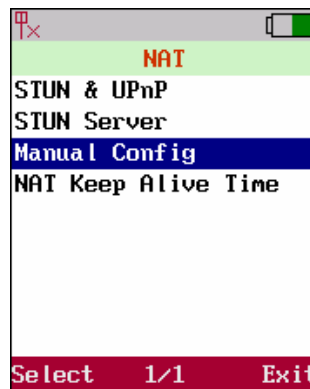 NAT
STUN & UPnP
STUN Server
Manual Config
NAT Keep Alive Time
Select 1/1 Exit